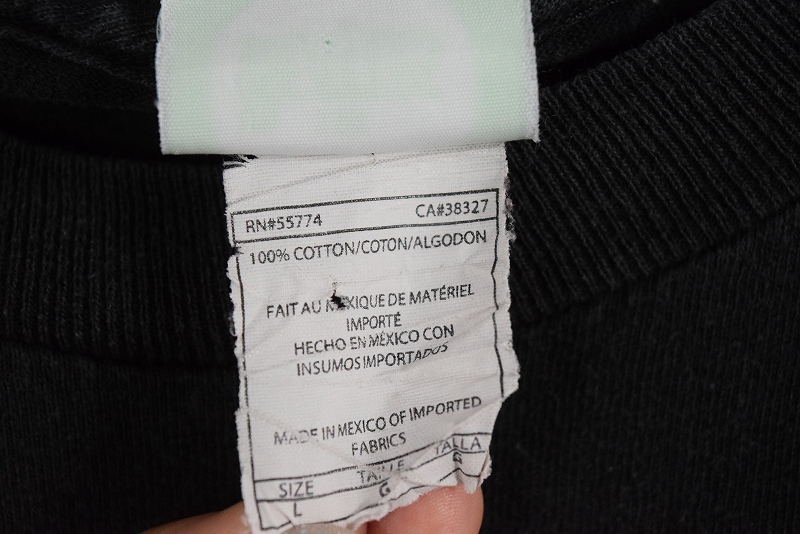 RN#55774 CA#38327
100% COTTON/COTON/ALGODON
FAIT AU MEXIQUE DE MATÉRIEL
IMPORTÉ
HECHO EN MÉXICO CON
INSUMOS IMPORTADOS
MADE IN MEXICO OF IMPORTED
FABRICS
SIZE TAILLE TALLA
L G G